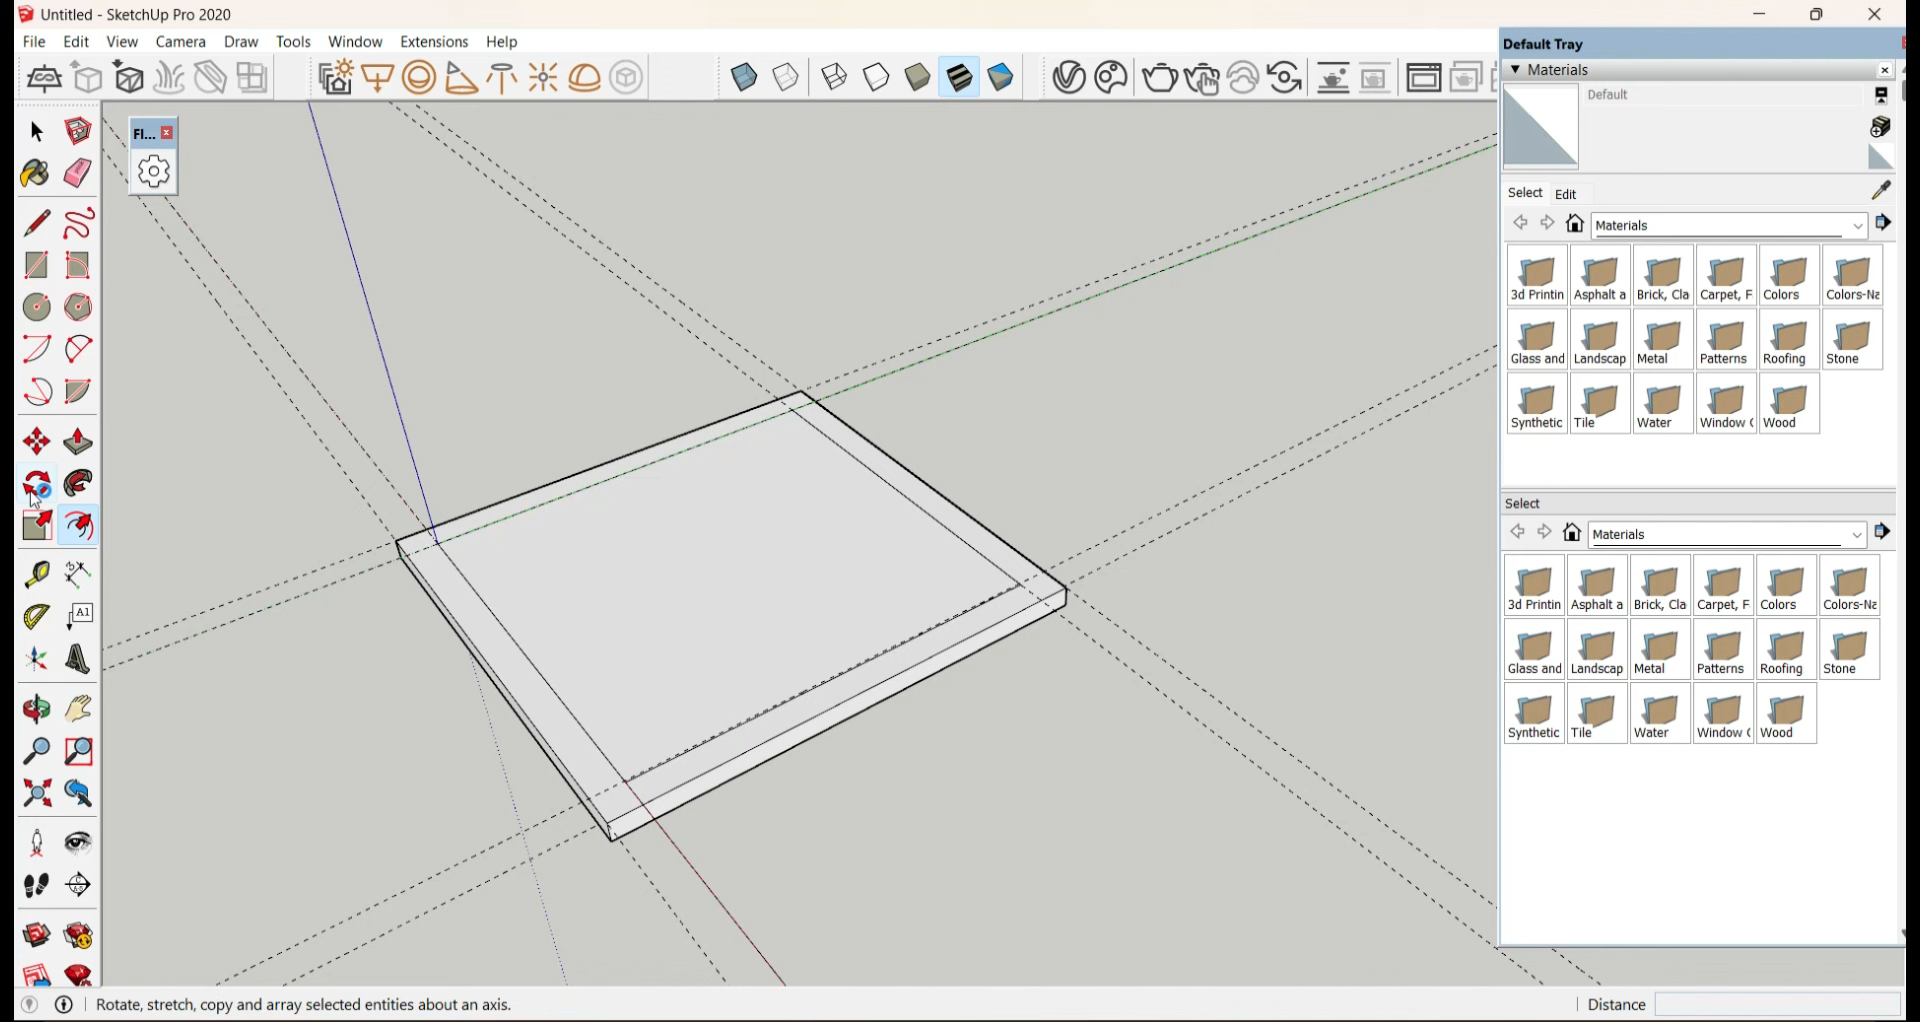 Untitled - SketchUp Pro 2020
File Edit View Camera Draw Tools Window Extensions Help
Default Tray
Materials
Default
Fl...
Select Edit
Materials
3d Printin Asphalt a Brick, Cla Carpet, F Colors Colors-Na
Glass and Landscap Metal Patterns Roofing Stone
Synthetic Tile Water Window ( Wood
Select
Materials
3d Printin Asphalt a Brick, Cla Carpet, F Colors Colors-Na
Glass and Landscap Metal Patterns Roofing Stone
Synthetic Tile Water Window ( Wood
A1
Rotate, stretch, copy and array selected entities about an axis.
Distance